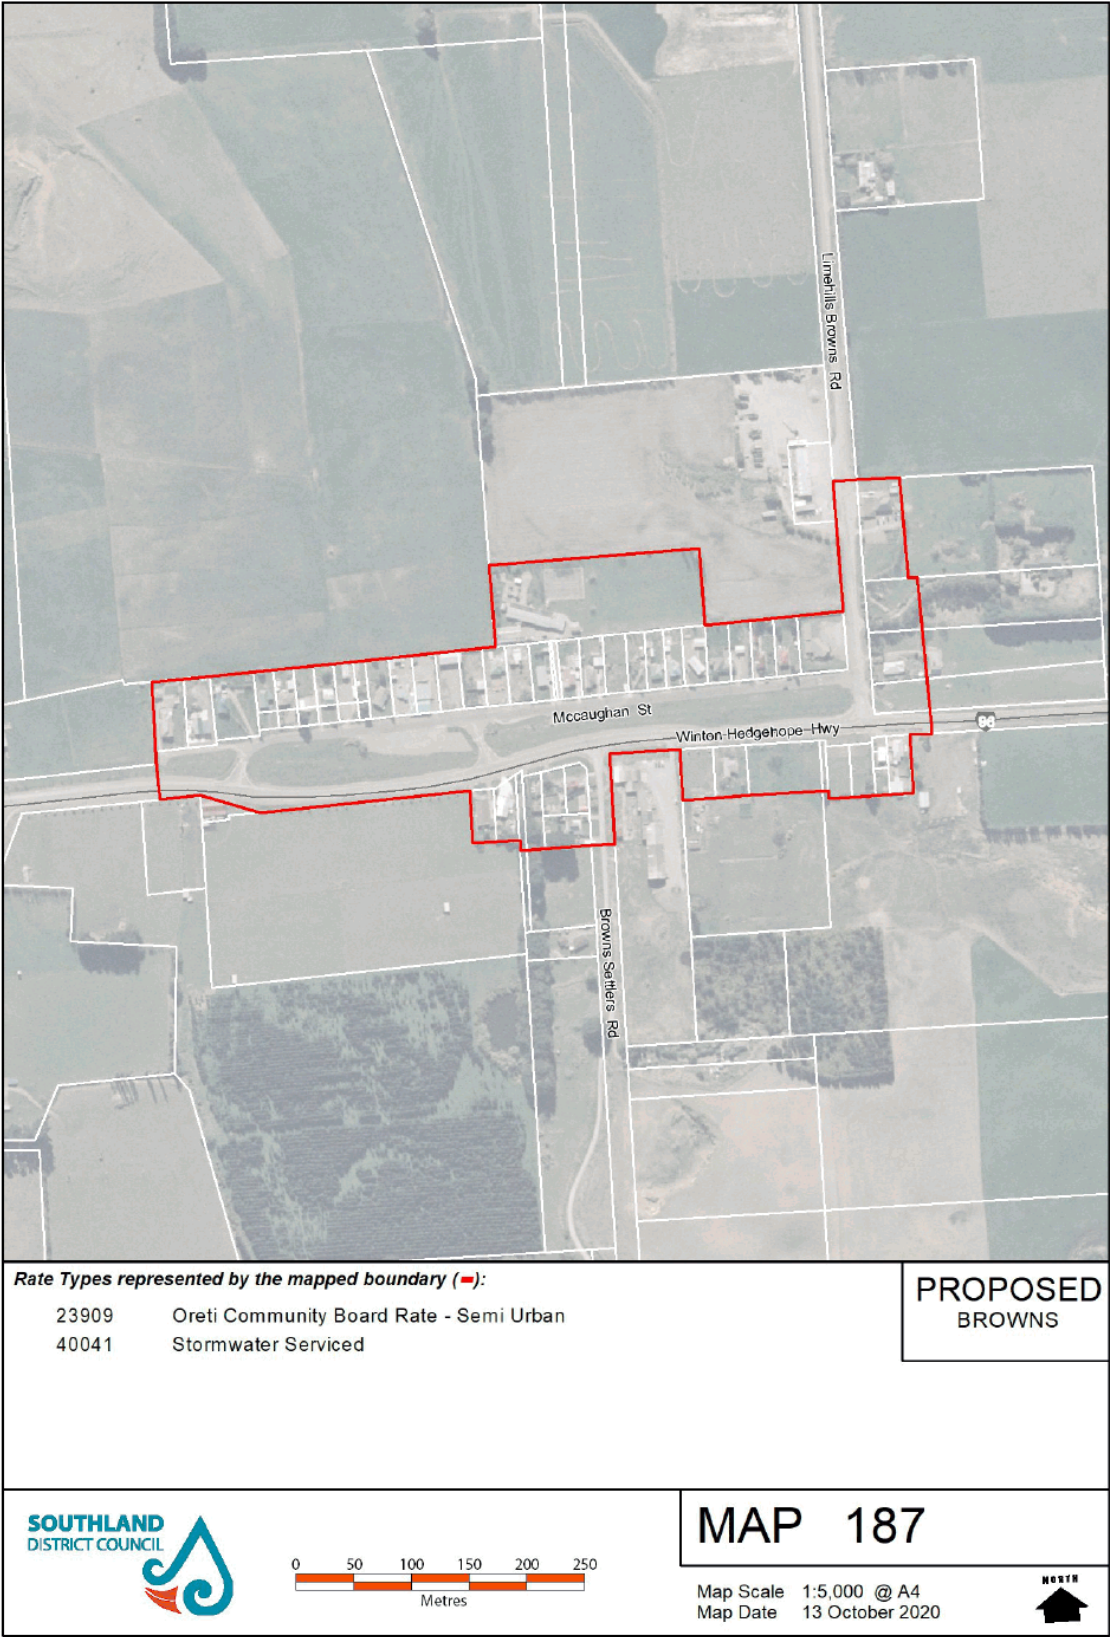 Limehills Browns Rd
Mccaughan St
Winton Hedgehope Hwy
96
Browns Settlers Rd
Rate Types represented by the mapped boundary ( ):
23909 Oreti Community Board Rate - Semi Urban
40041 Stormwater Serviced
PROPOSED
BROWNS
SOUTHLAND
DISTRICT COUNCIL
0 50 100 150 200 250
Metres
MAP 187
Map Scale 1:5,000 @ A4
Map Date 13 October 2020
NORTH